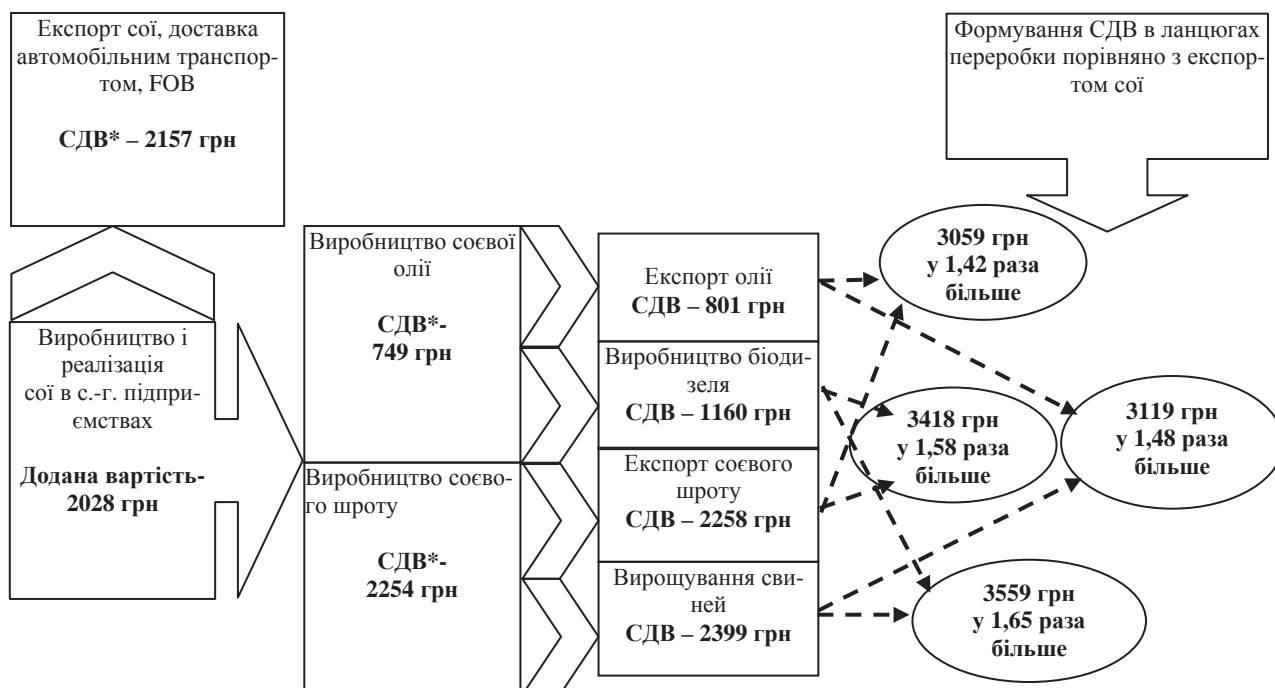 Експорт сої, доставка
автомобільним транспор-
том, FOB
СДВ* – 2157 грн
Формування СДВ в ланцюгах
переробки порівняно з експор-
том сої
Виробництво і
реалізація
сої в с.-г. підпри-
ємствах
Додана вартість-
2028 грн
Виробництво соєвої
олії
СДВ*-
749 грн
Виробництво соєво-
го шроту
СДВ*-
2254 грн
Експорт олії
СДВ – 801 грн
Виробництво біоди-
зеля
СДВ – 1160 грн
Експорт соєвого
шроту
СДВ – 2258 грн
Вирощування сви-
ней
СДВ – 2399 грн
3059 грн
у 1,42 раза
більше
3418 грн
у 1,58 раза
більше
3119 грн
у 1,48 раза
більше
3559 грн
у 1,65 раза
більше